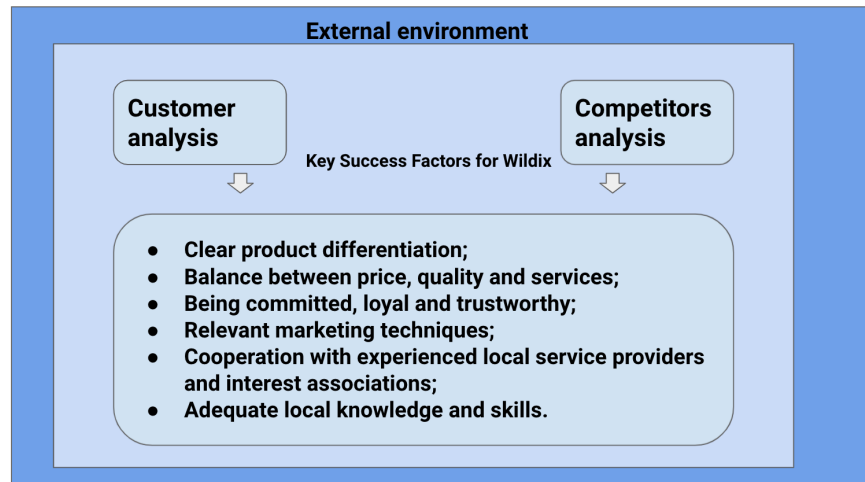 External environment
Customer
analysis
Competitors
analysis
Key Success Factors for Wildix
● Clear product differentiation;
● Balance between price, quality and services;
● Being committed, loyal and trustworthy;
● Relevant marketing techniques;
● Cooperation with experienced local service providers
and interest associations;
● Adequate local knowledge and skills.